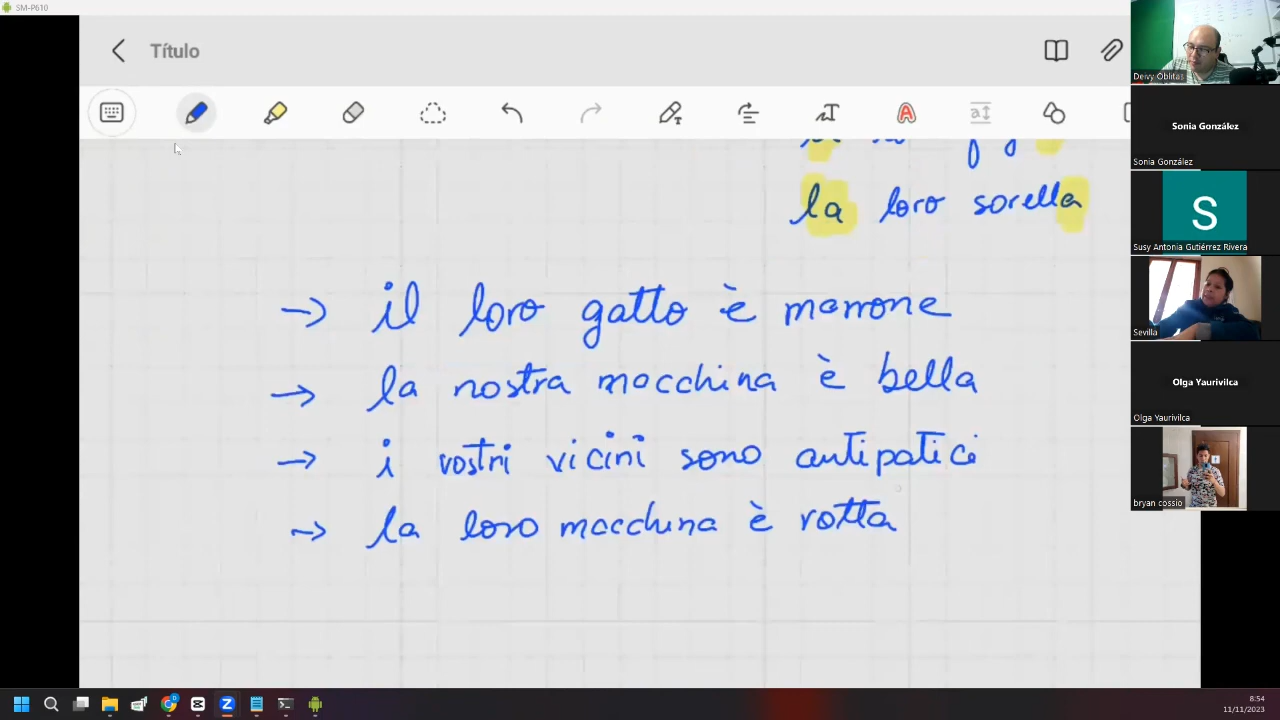 SM-P610
Título
la loro sorella
→ il loro gatto è marrone
→ la nostra macchina è bella
→ i vostri vicini sono antipatici
→ la loro macchina è rotta
Deivy Oblitas
Sonia González
Sonia González
S
Susy Antonia Gutiérrez Rivera
Sevilla
Olga Yaurivilca
Olga Yaurivilca
bryan cossio
8:54
11/11/2023